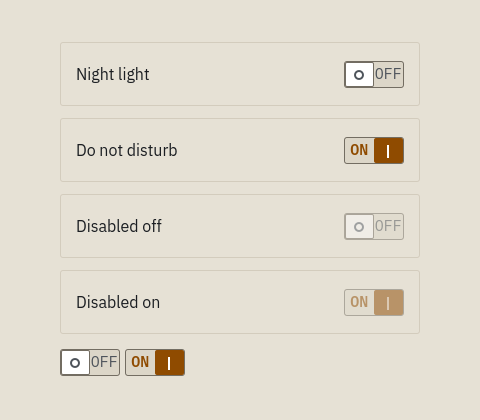 Night light OFF
Do not disturb ON
Disabled off OFF
Disabled on ON
OFF ON